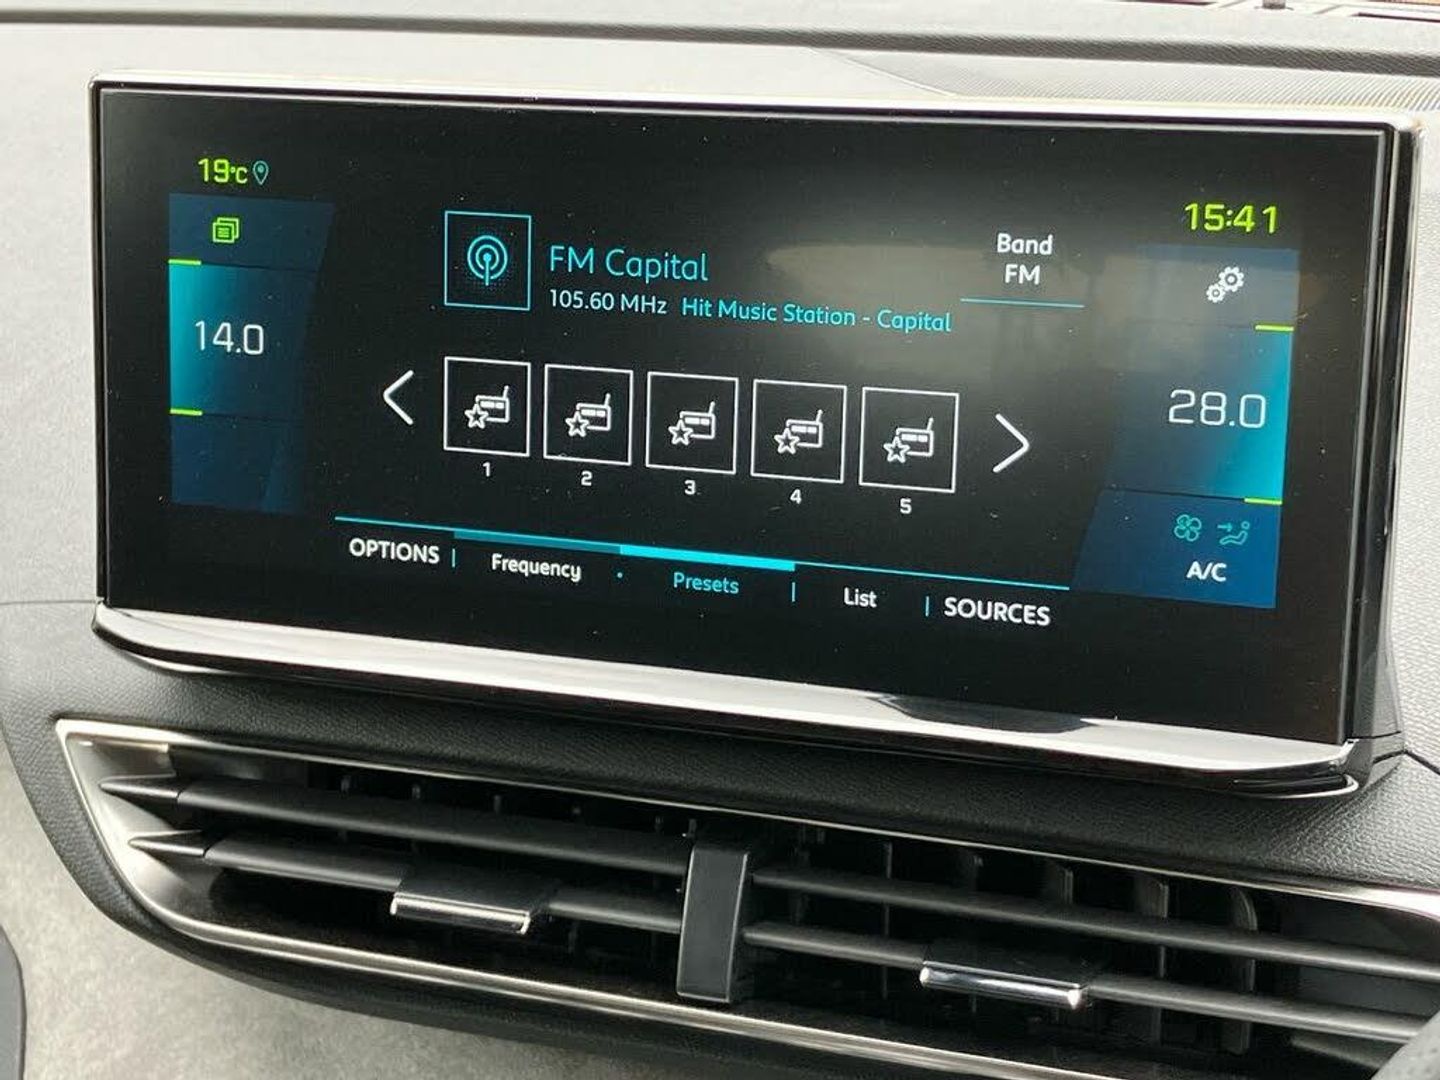 19°C
15:41
14.0
FM Capital
105.60 MHz Hit Music Station - Capital
Band
FM
28.0
1 2 3 4 5
A/C
OPTIONS | Frequency • Presets | List | SOURCES